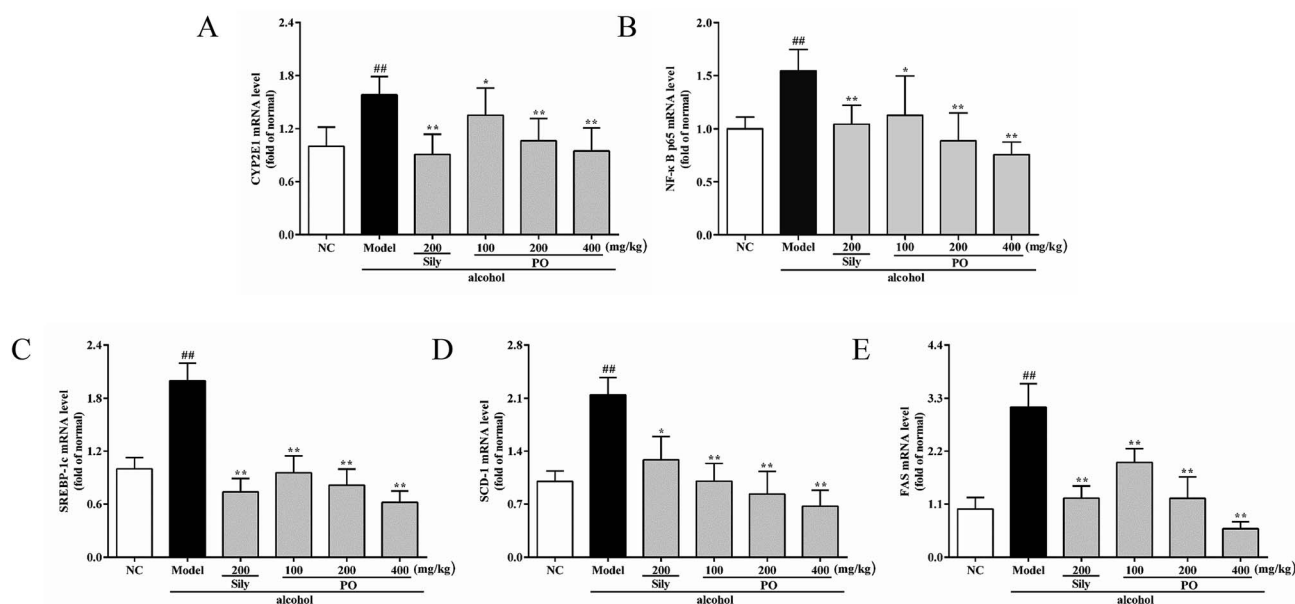 A
CYP2E1 mRNA level
(fold of normal)
2.4
1.8
1.2
0.6
0.0
##
**
*
**
**
NC Model 200 100 200 400 (mg/kg)
Sily PO
alcohol
B
NF-κ B p65 mRNA level
(fold of normal)
2.0
1.5
1.0
0.5
0.0
##
**
*
**
**
NC Model 200 100 200 400 (mg/kg)
Sily PO
alcohol
C
SREBP-1c mRNA level
(fold of normal)
2.4
1.8
1.2
0.6
0.0
##
**
**
**
**
NC Model 200 100 200 400 (mg/kg)
Sily PO
alcohol
D
SCD-1 mRNA level
(fold of normal)
2.8
2.1
1.4
0.7
0.0
##
*
**
**
**
NC Model 200 100 200 400 (mg/kg)
Sily PO
alcohol
E
FAS mRNA level
(fold of normal)
4.4
3.3
2.2
1.1
0.0
##
**
**
**
**
NC Model 200 100 200 400 (mg/kg)
Sily PO
alcohol